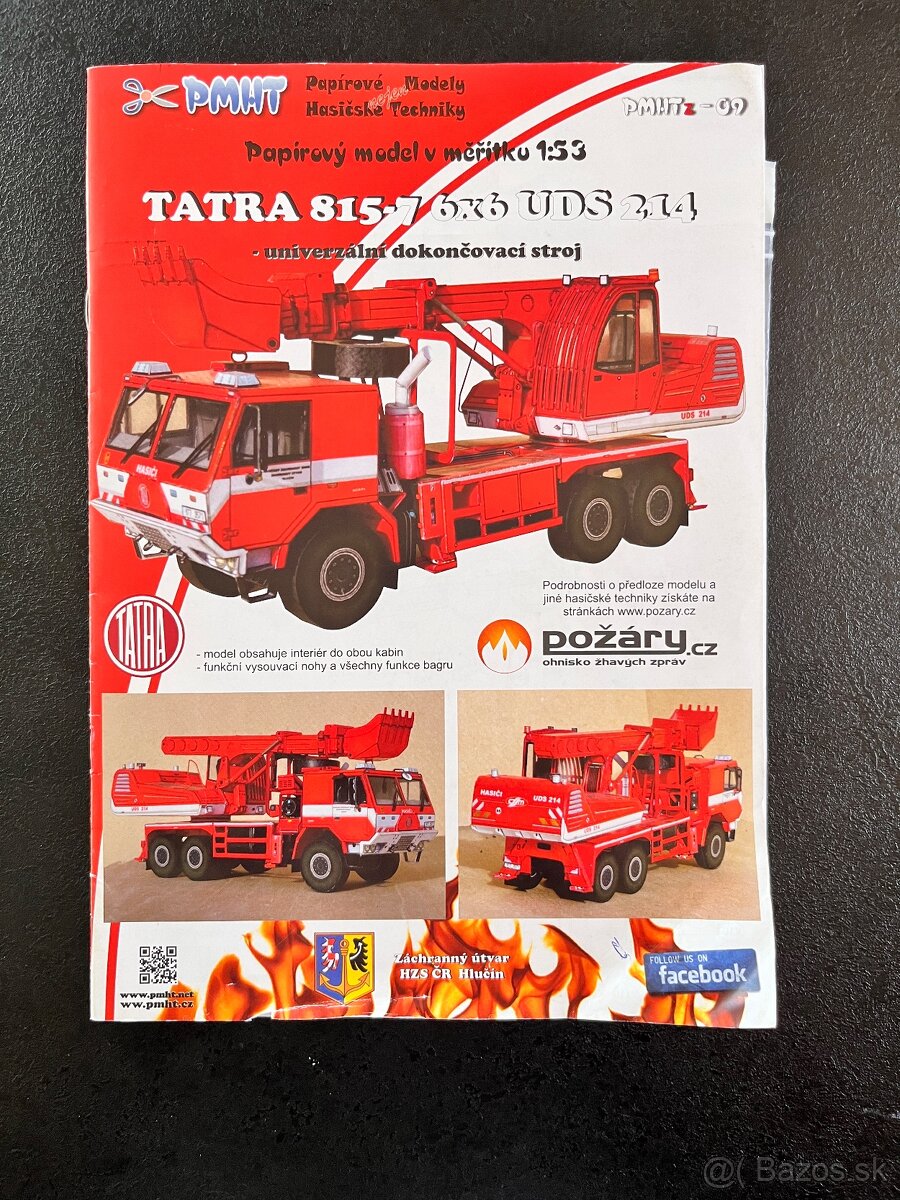 PMHT
Papírové Modely
nejen
Hasičské Techniky
PMHTz - 09
Papírový model v měřítku 1:53
TATRA 815-7 6x6 UDS 214
- univerzální dokončovací stroj
UDS 214
HASIČI
Podrobnosti o předloze modelu a
jiné hasičské techniky získáte na
stránkách www.pozary.cz
TATRA
požáry.cz
ohnisko žhavých zpráv
- model obsahuje interiér do obou kabin
- funkční vysouvací nohy a všechny funkce bagru
UDS 214
HASIČI
UDS 214
UDS 214
Záchranný útvar
HZS ČR Hlučín
FOLLOW US ON
facebook
www.pmht.net
www.pmht.cz
@( Bazos.sk